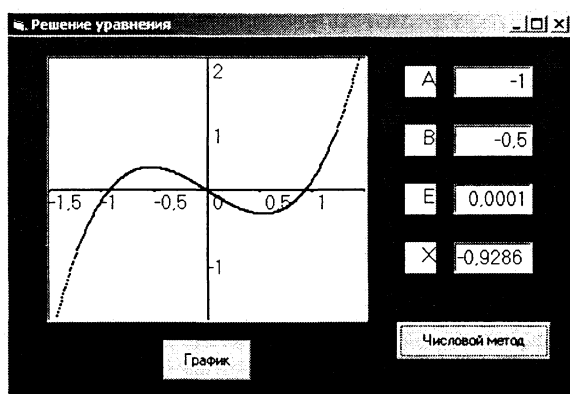 Решение уравнения
2
1
-1,5 -1 -0,5 0 0,5 1
-1
A -1
B -0,5
E 0,0001
X -0,9286
График
Числовой метод